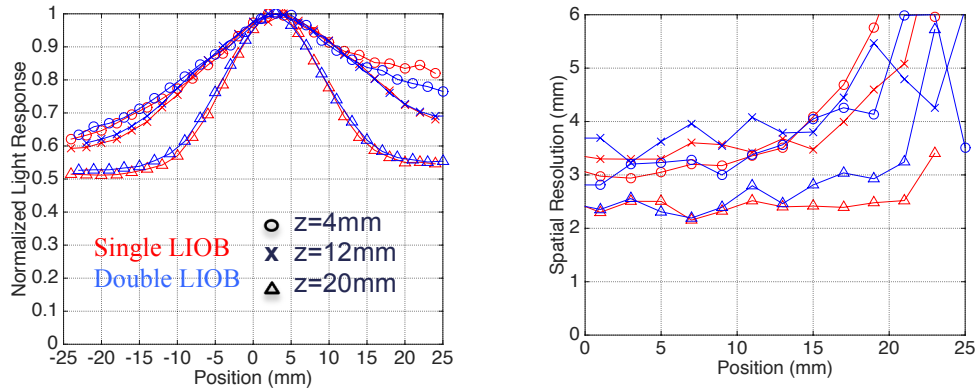 Normalized Light Response
1
0.9
0.8
0.7
0.6
0.5
0.4
0.3
0.2
0.1
0
-25 -20 -15 -10 -5 0 5 10 15 20 25
Position (mm)
Single LIOB
Double LIOB
z=4mm
z=12mm
z=20mm
Spatial Resolution (mm)
6
5
4
3
2
1
0
0 5 10 15 20 25
Position (mm)